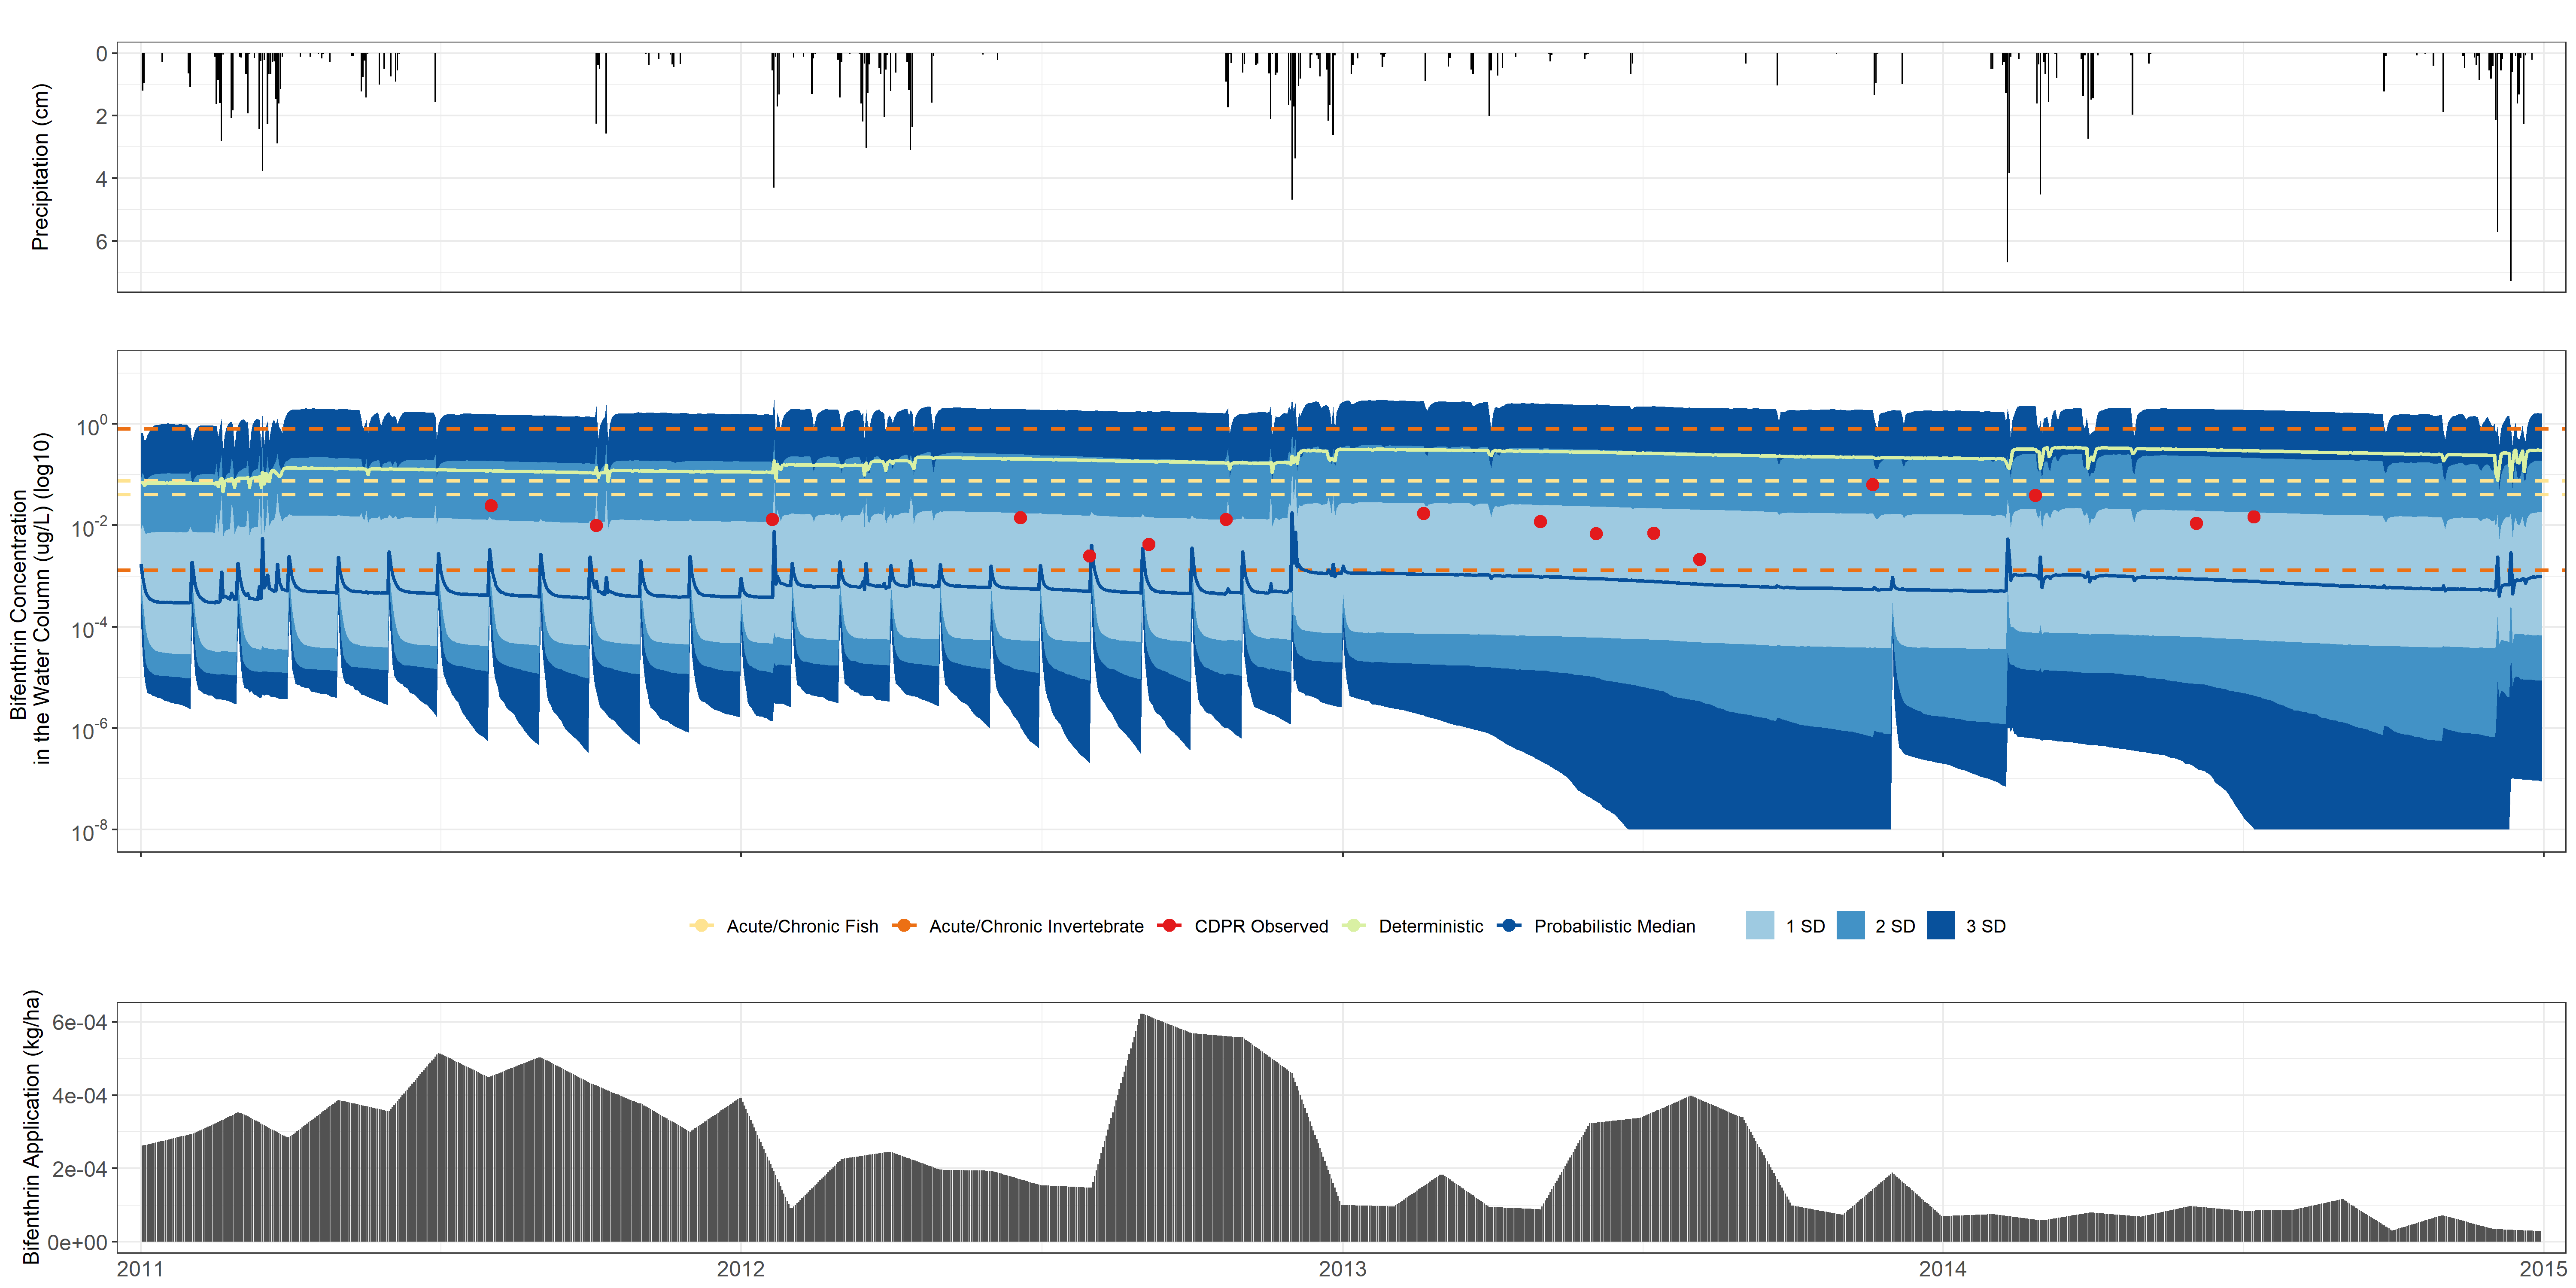 Precipitation (cm)
0
2
4
6
Bifenthrin Concentration
in the Water Column (ug/L) (log10)
10^0
10^-2
10^-4
10^-6
10^-8
Acute/Chronic Fish
Acute/Chronic Invertebrate
CDPR Observed
Deterministic
Probabilistic Median
1 SD
2 SD
3 SD
Bifenthrin Application (kg/ha)
6e-04
4e-04
2e-04
0e+00
2011
2012
2013
2014
2015